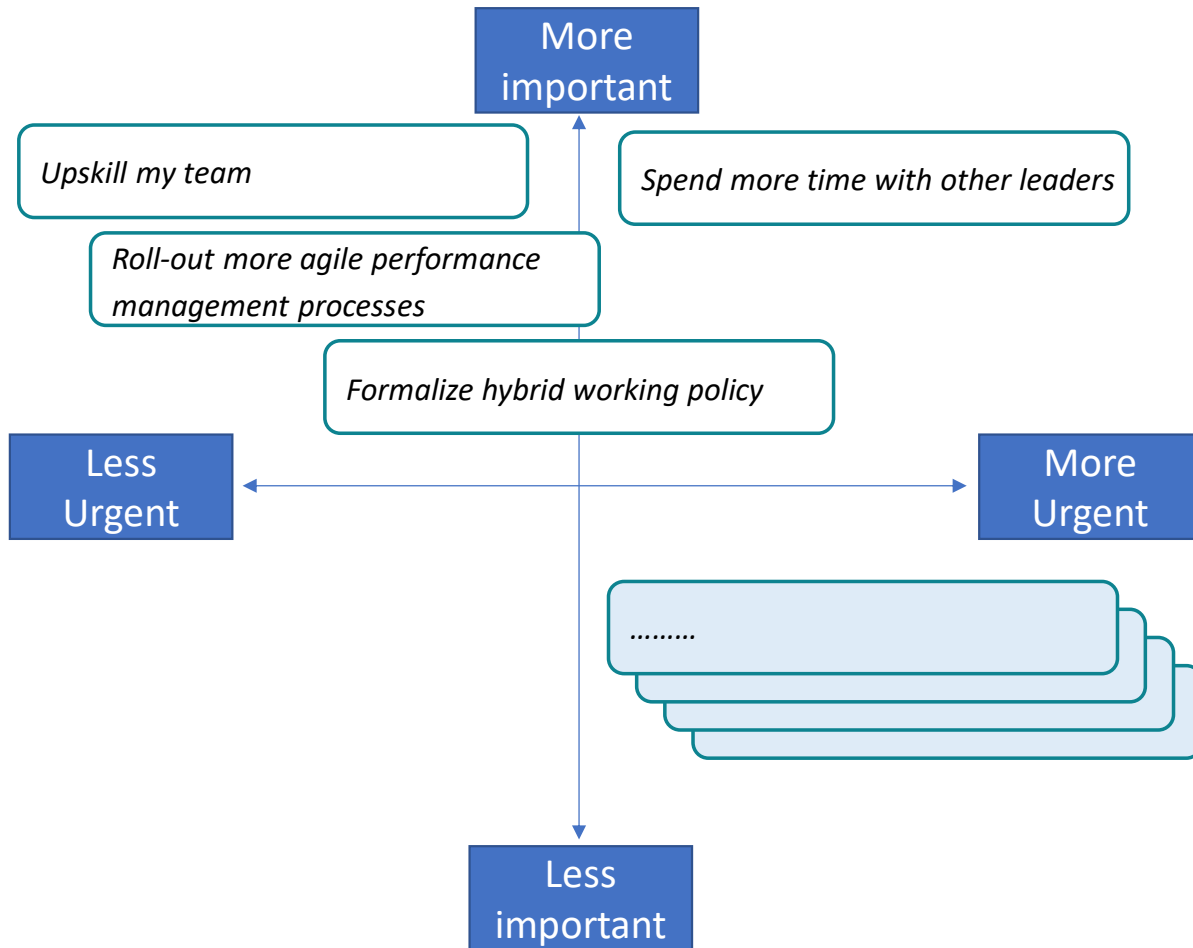 More
important
Upskill my team
Spend more time with other leaders
Roll-out more agile performance
management processes
Formalize hybrid working policy
Less
Urgent
More
Urgent
………
Less
important